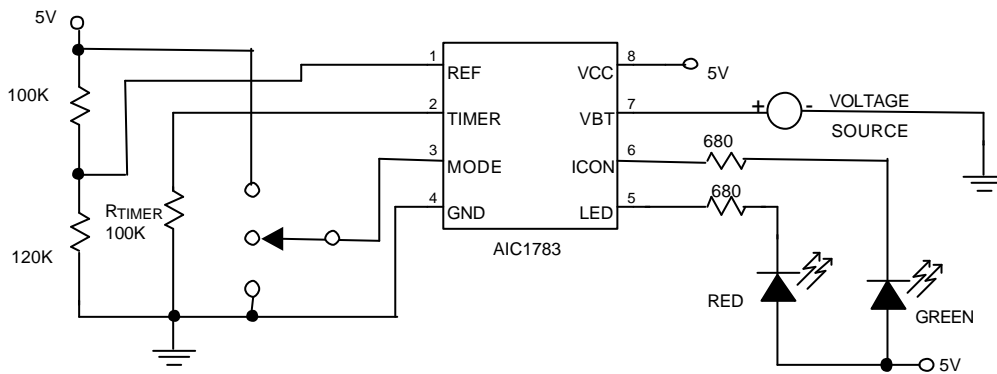 5V
100K
120K
RTIMER
100K
1
REF
2
TIMER
3
MODE
4
GND
8
VCC
7
VBT
6
ICON
5
LED
AIC1783
5V
+
-
VOLTAGE
SOURCE
680
680
RED
GREEN
5V